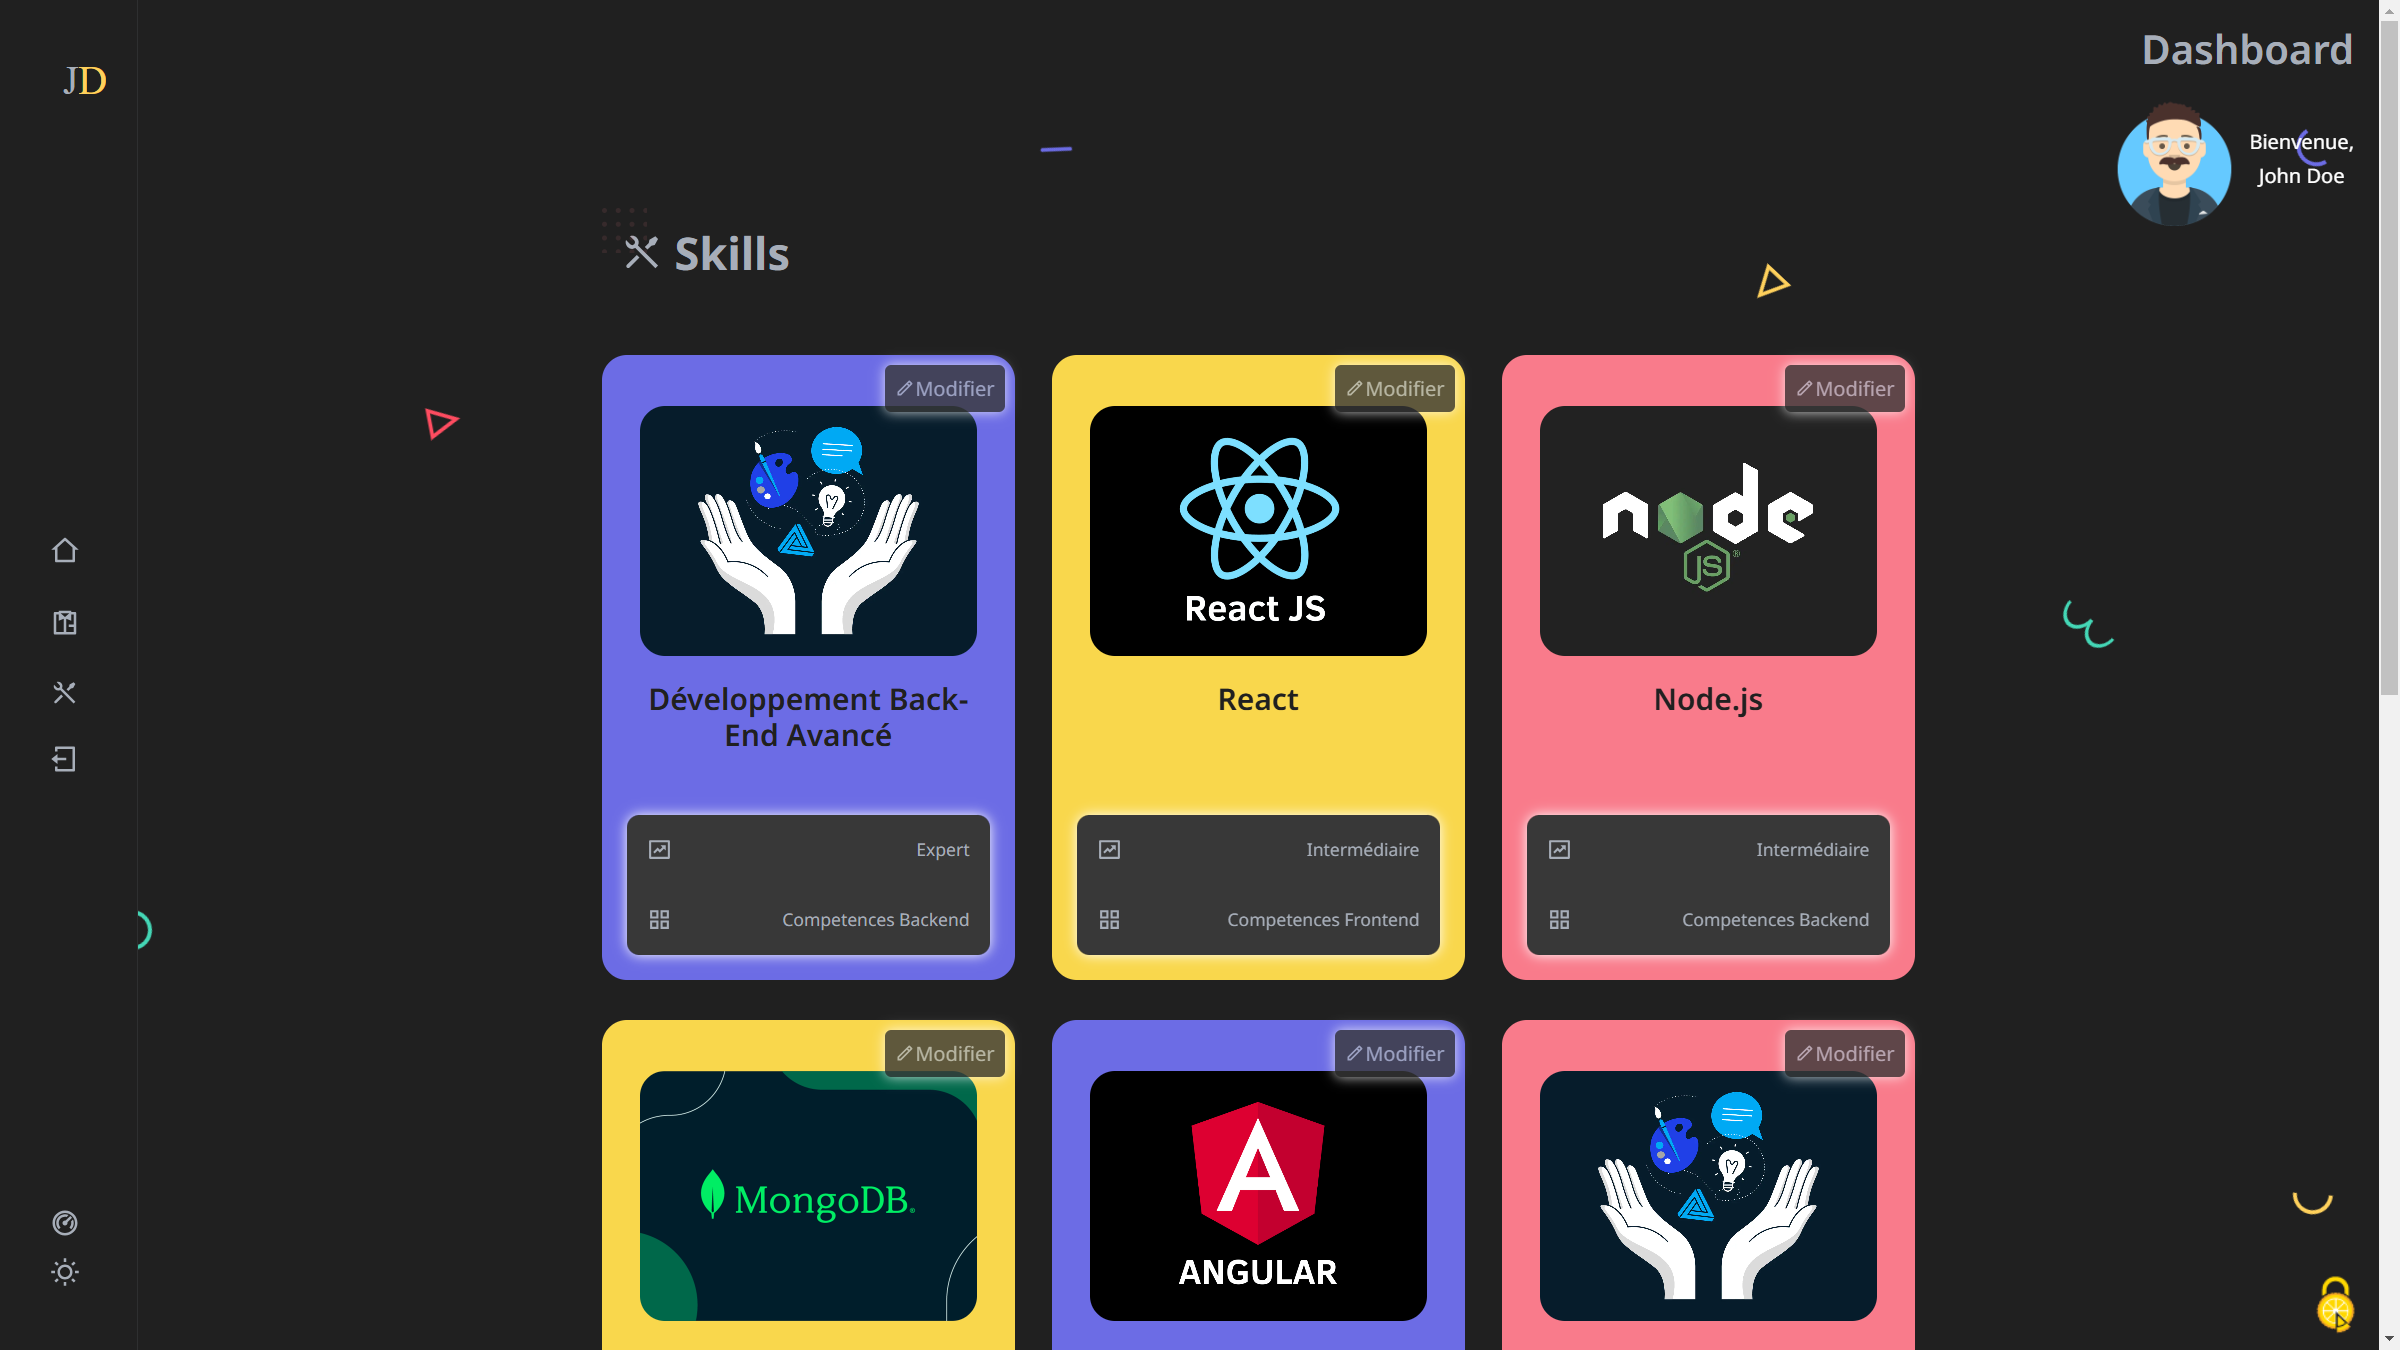 JD
Dashboard
Bienvenue,
John Doe
Skills
Modifier
Modifier
Modifier
React JS
node
JS
Développement Back-
End Avancé
React
Node.js
Expert
Competences Backend
Intermédiaire
Competences Frontend
Intermédiaire
Competences Backend
Modifier
Modifier
Modifier
MongoDB
ANGULAR